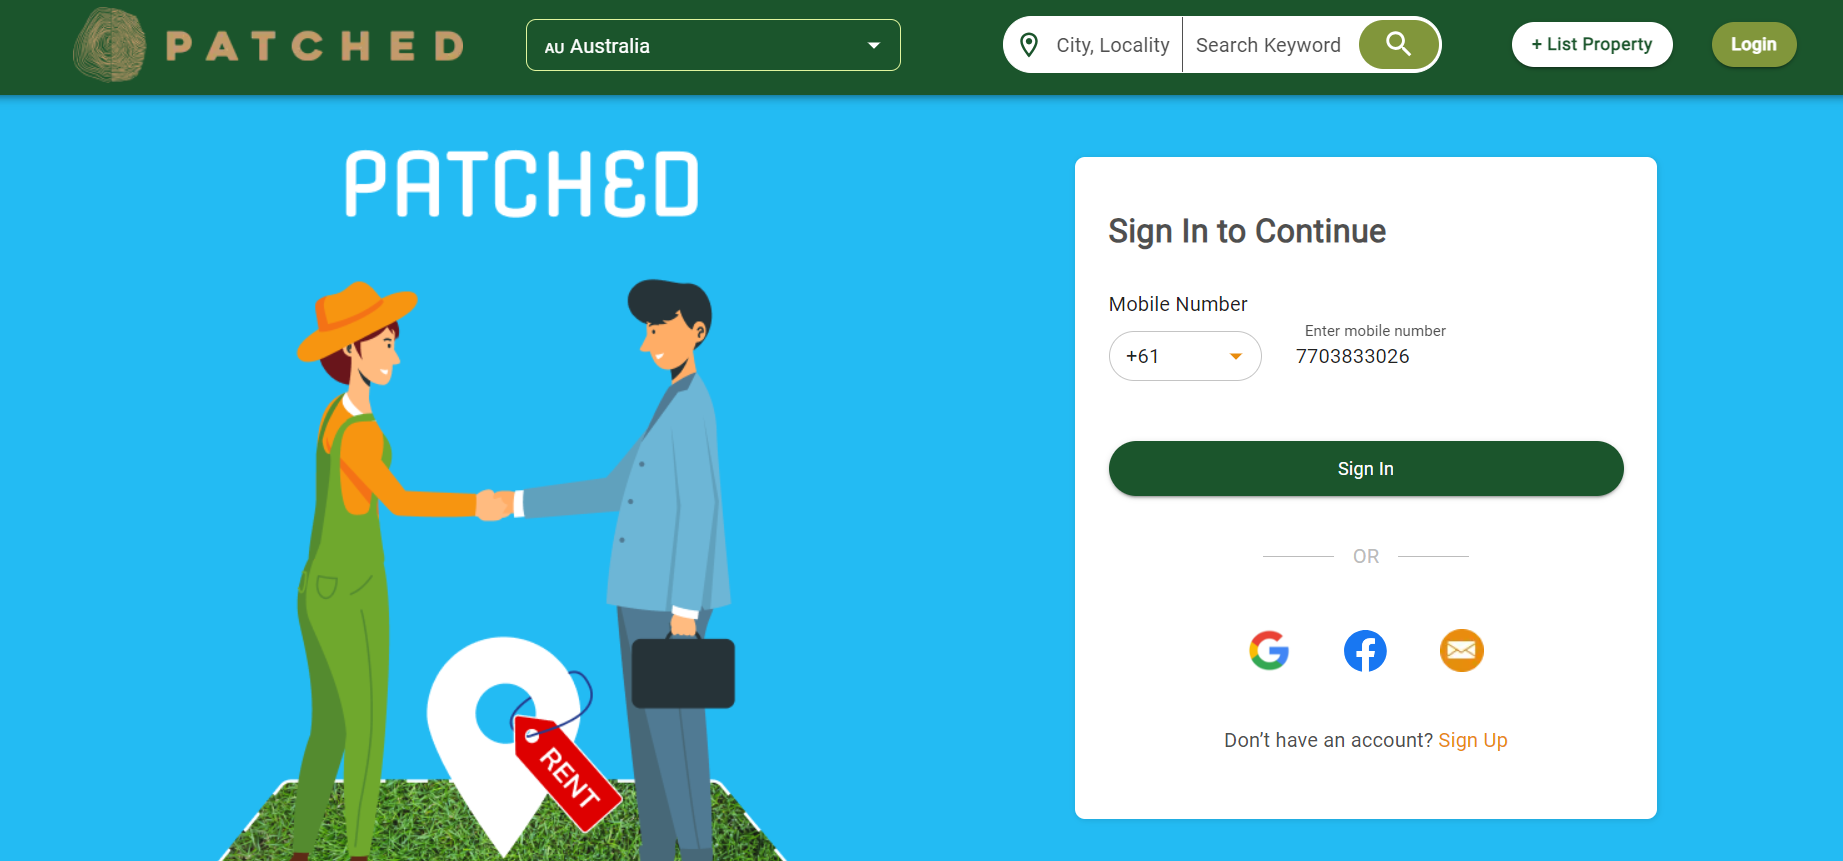 PATCHED
AU Australia
City, Locality
Search Keyword
+ List Property
Login
PATCHED
RENT
Sign In to Continue
Mobile Number
Enter mobile number
+61
7703833026
Sign In
OR
Don’t have an account? Sign Up